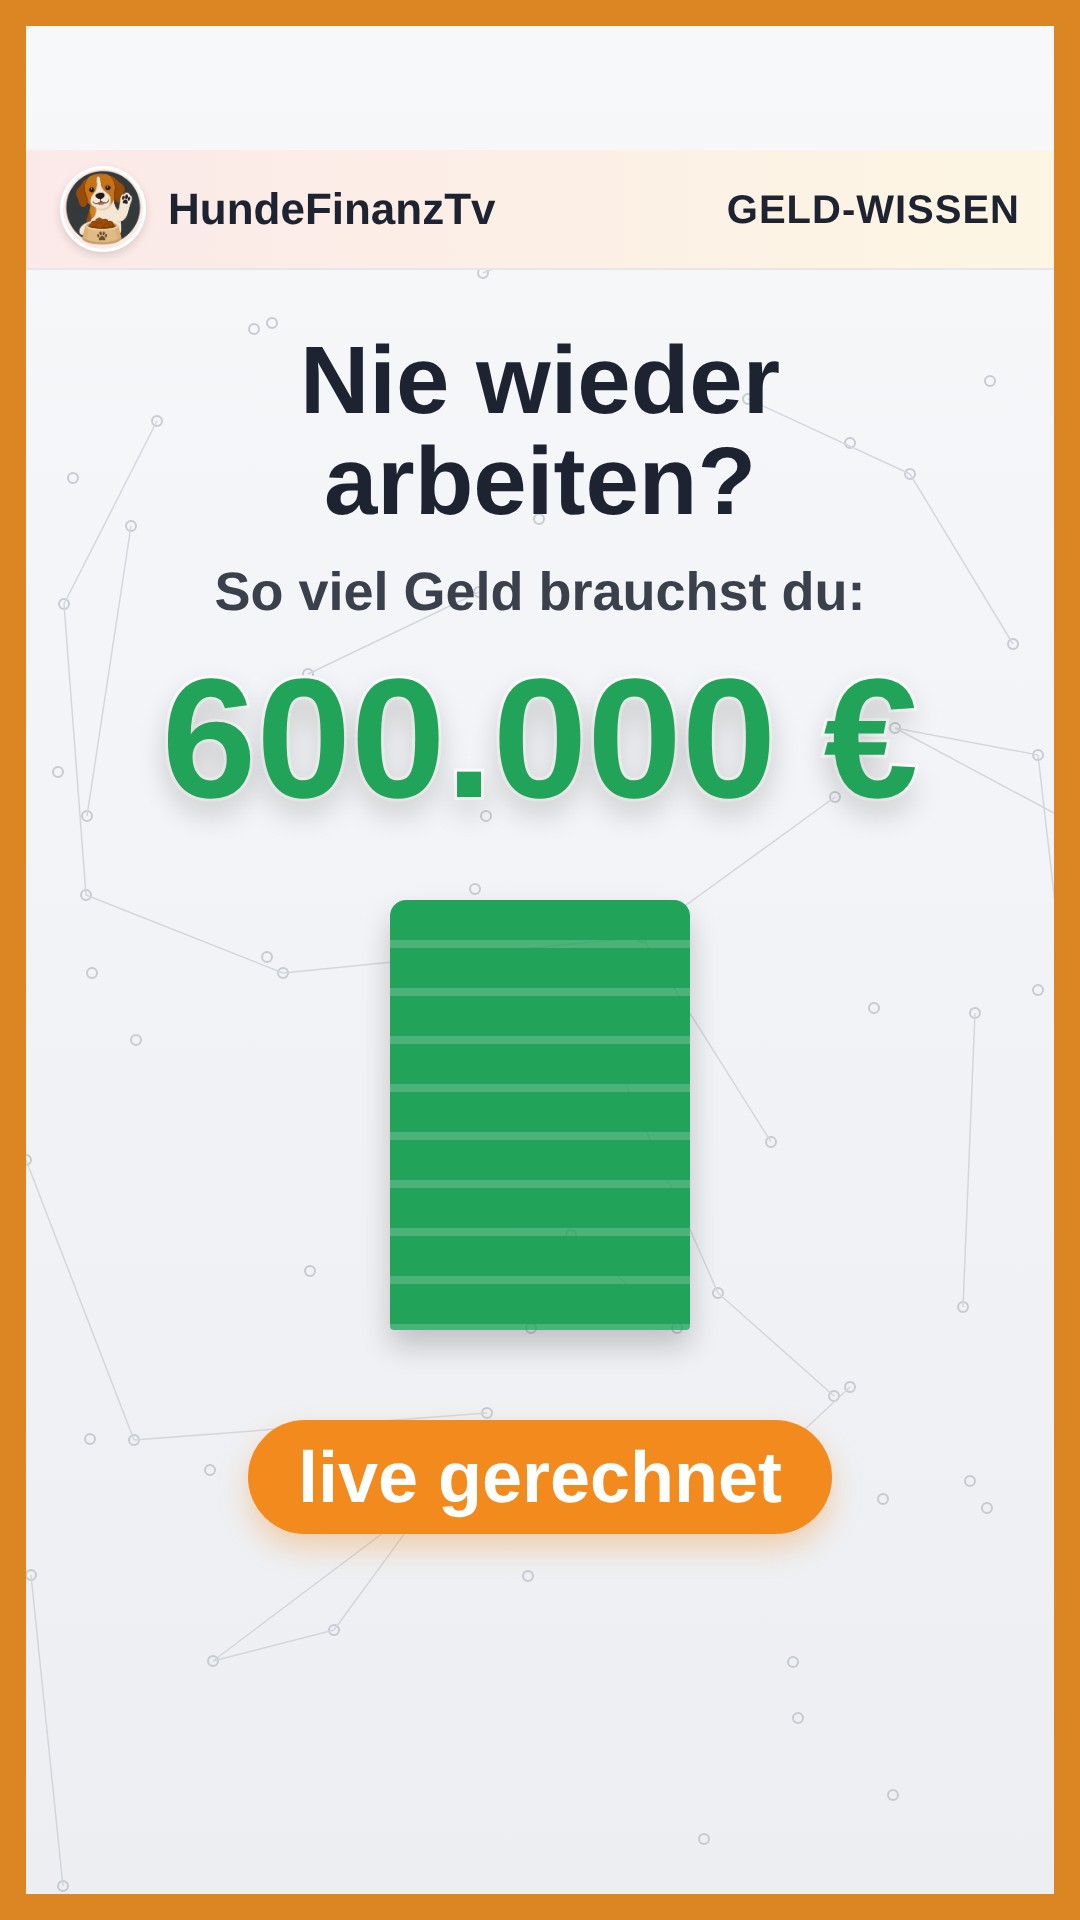 HundeFinanzTv
GELD-WISSEN
Nie wieder
arbeiten?
So viel Geld brauchst du:
600.000 €
live gerechnet